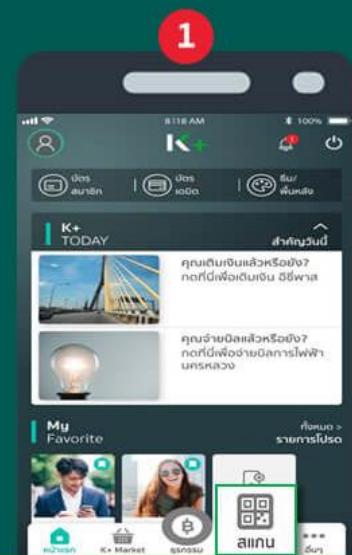 1
8:118 AM
100%
K+
บัตร
สมาชิก
บัตร
เดบิต
ธีม/
พื้นหลัง
K+
TODAY
สำคัญวันนี้
คุณเติมเงินแล้วหรือยัง?
กดที่นี่เพื่อเติมเงิน อีซี่พาส
คุณจ่ายบิลแล้วหรือยัง?
กดที่นี่เพื่อจ่ายบิลการไฟฟ้า
นครหลวง
My
Favorite
ทั้งหมด >
รายการโปรด
หน้าแรก
K+ Market
ธุรกรรม
สแกน
อื่นๆ